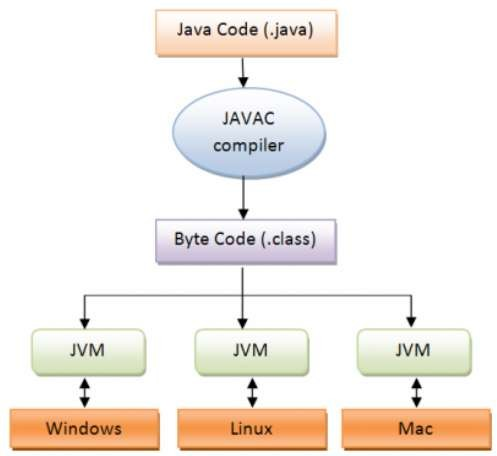 Java Code (.java)
JAVAC
compiler
Byte Code (.class)
JVM
JVM
JVM
Windows
Linux
Mac